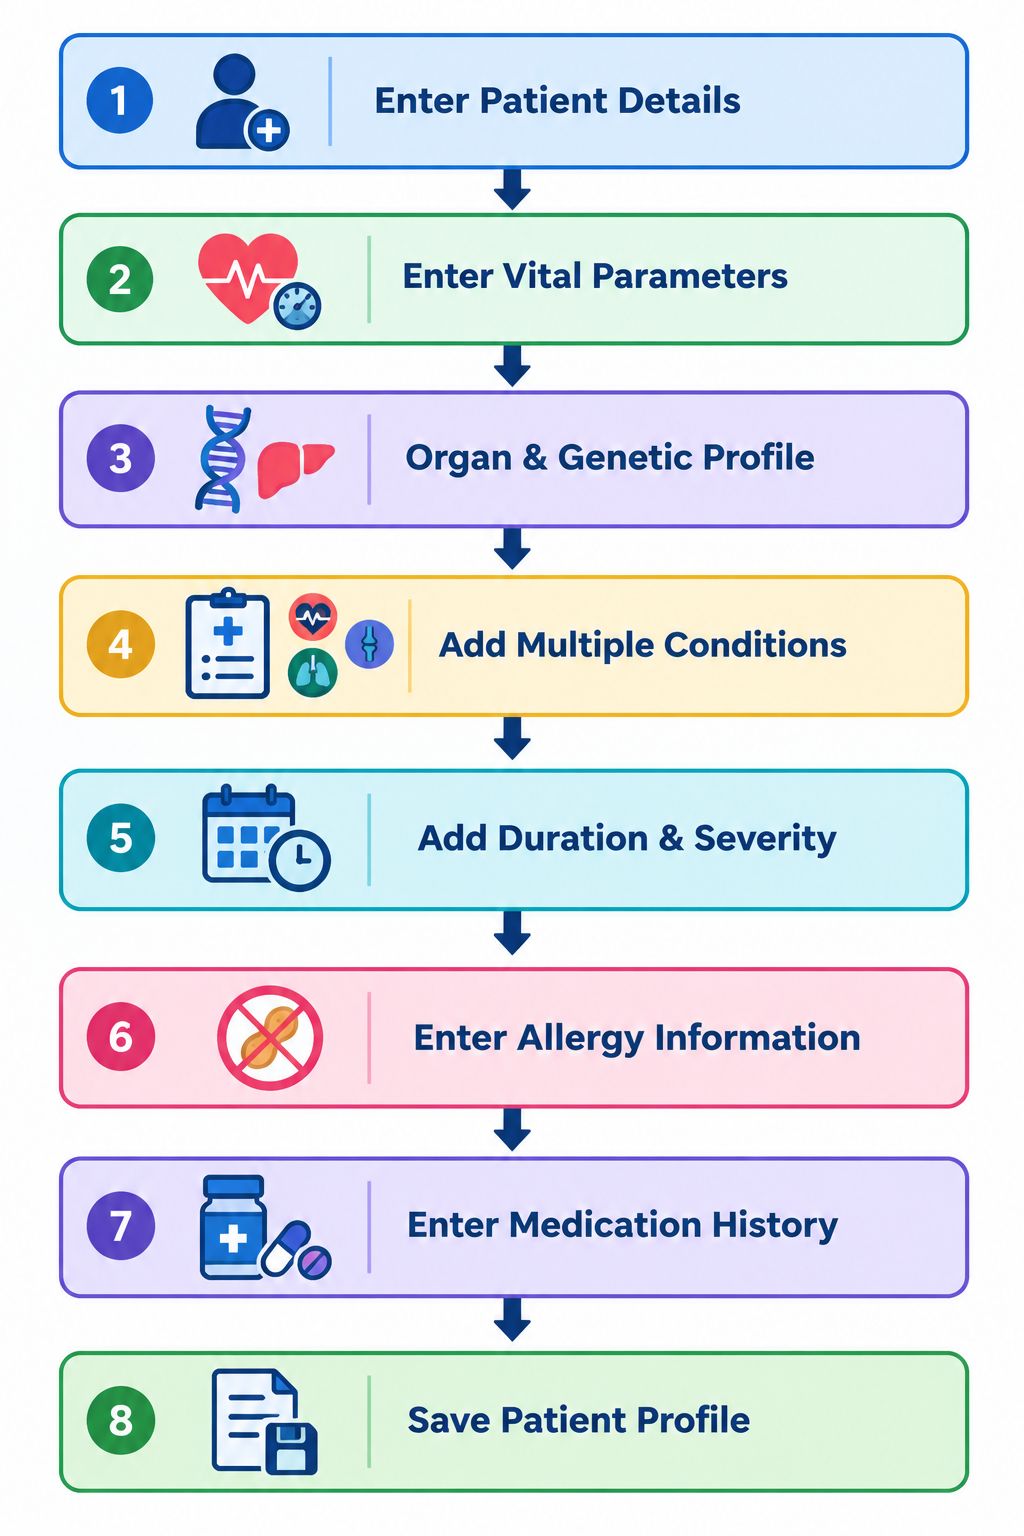 1
Enter Patient Details
2
Enter Vital Parameters
3
Organ & Genetic Profile
4
Add Multiple Conditions
5
Add Duration & Severity
6
Enter Allergy Information
7
Enter Medication History
8
Save Patient Profile